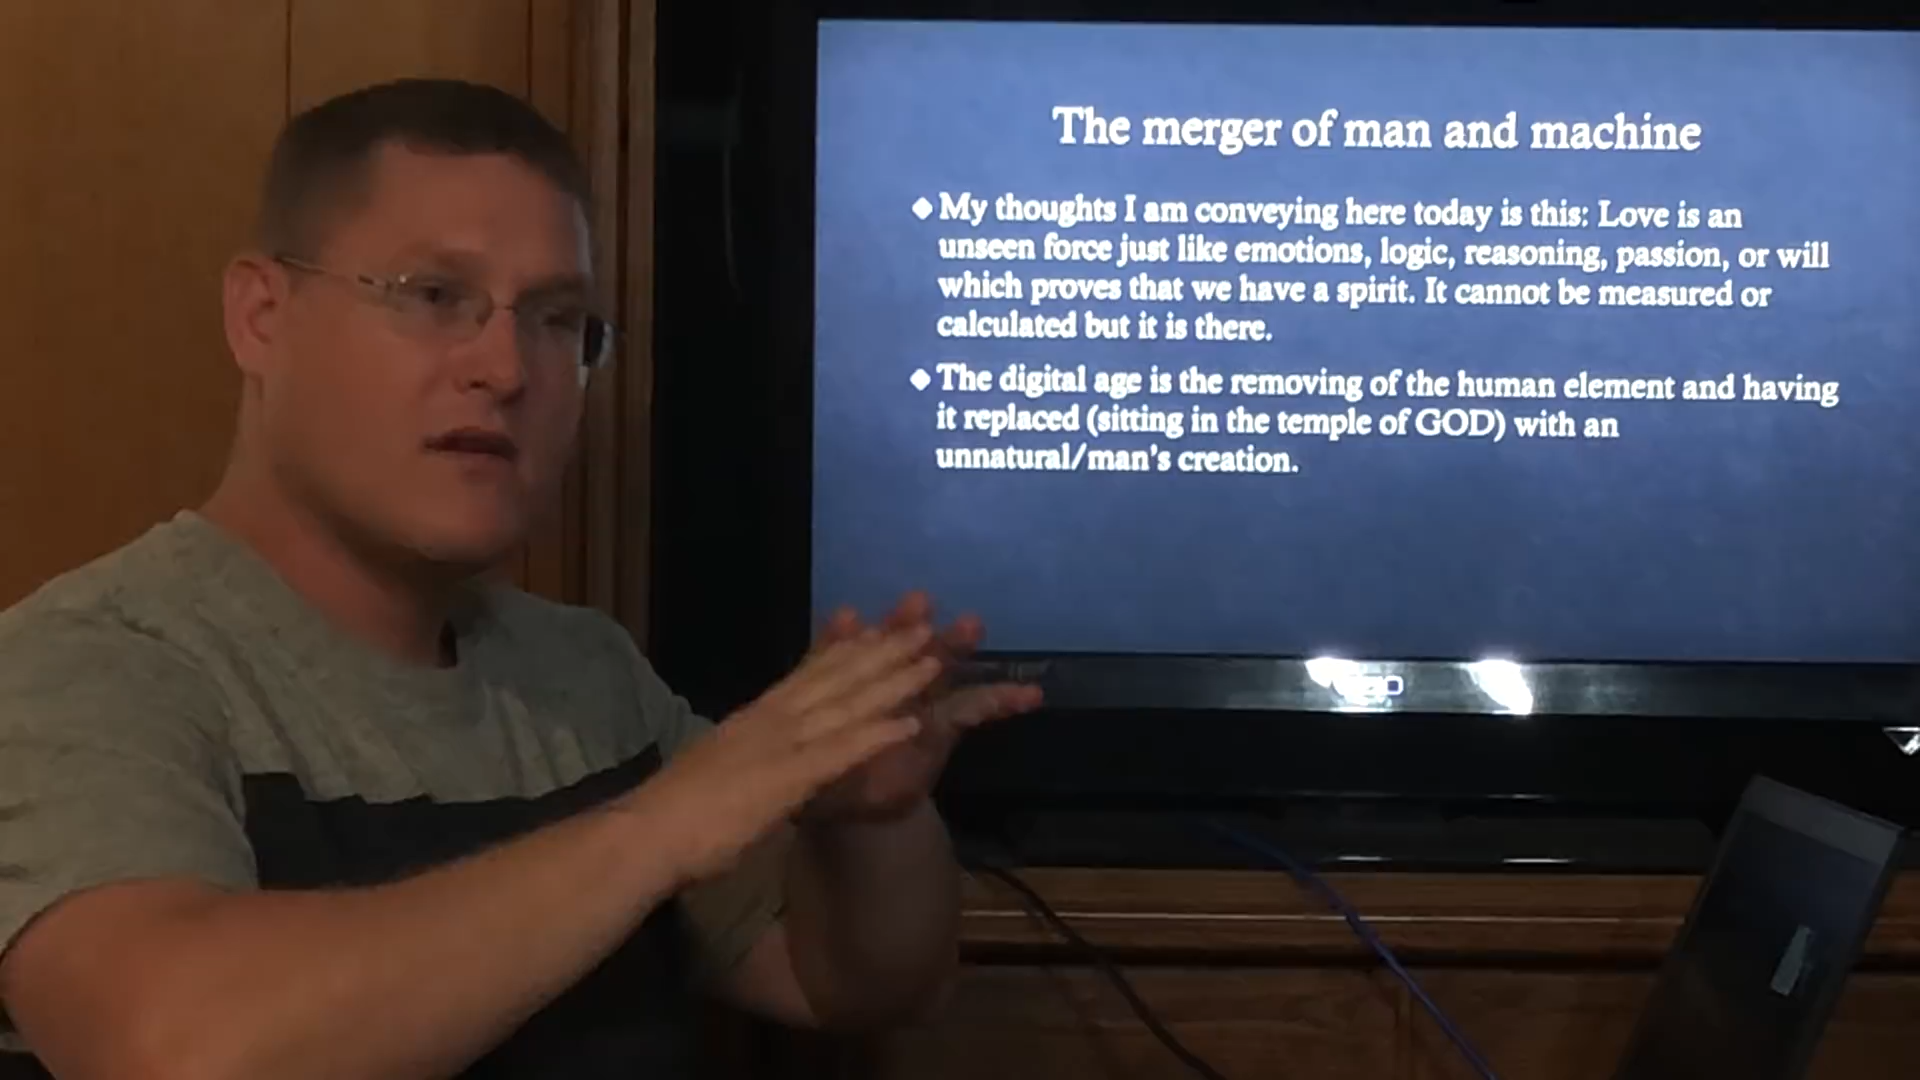 The merger of man and machine
◆ My thoughts I am conveying here today is this: Love is an
unseen force just like emotions, logic, reasoning, passion, or will
which proves that we have a spirit. It cannot be measured or
calculated but it is there.
◆ The digital age is the removing of the human element and having
it replaced (sitting in the temple of GOD) with an
unnatural/man's creation.